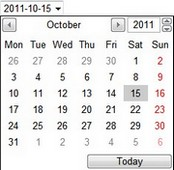 2011-10-15
October 2011
Mon Tue Wed Thu Fri Sat Sun
26 27 28 29 30 1 2
3 4 5 6 7 8 9
10 11 12 13 14 15 16
17 18 19 20 21 22 23
24 25 26 27 28 29 30
31 1 2 3 4 5 6
Today